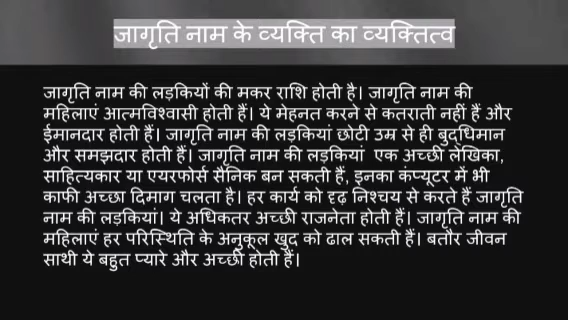 जागृति नाम के व्यक्ति का व्यक्तित्व
जागृति नाम की लड़कियों की मकर राशि होती है। जागृति नाम की
महिलाएं आत्मविश्वासी होती हैं। ये मेहनत करने से कतराती नहीं हैं और
ईमानदार होती हैं। जागृति नाम की लड़कियां छोटी उम्र से ही बुद्धिमान
और समझदार होती हैं। जागृति नाम की लड़कियां एक अच्छी लेखिका,
साहित्यकार या एयरफोर्स सैनिक बन सकती हैं, इनका कंप्यूटर में भी
काफी अच्छा दिमाग चलता है। हर कार्य को दृढ़ निश्चय से करते हैं जागृति
नाम की लड़कियां। ये अधिकतर अच्छी राजनेता होती हैं। जागृति नाम की
महिलाएं हर परिस्थिति के अनुकूल खुद को ढाल सकती हैं। बतौर जीवन
साथी ये बहुत प्यारे और अच्छी होती हैं।